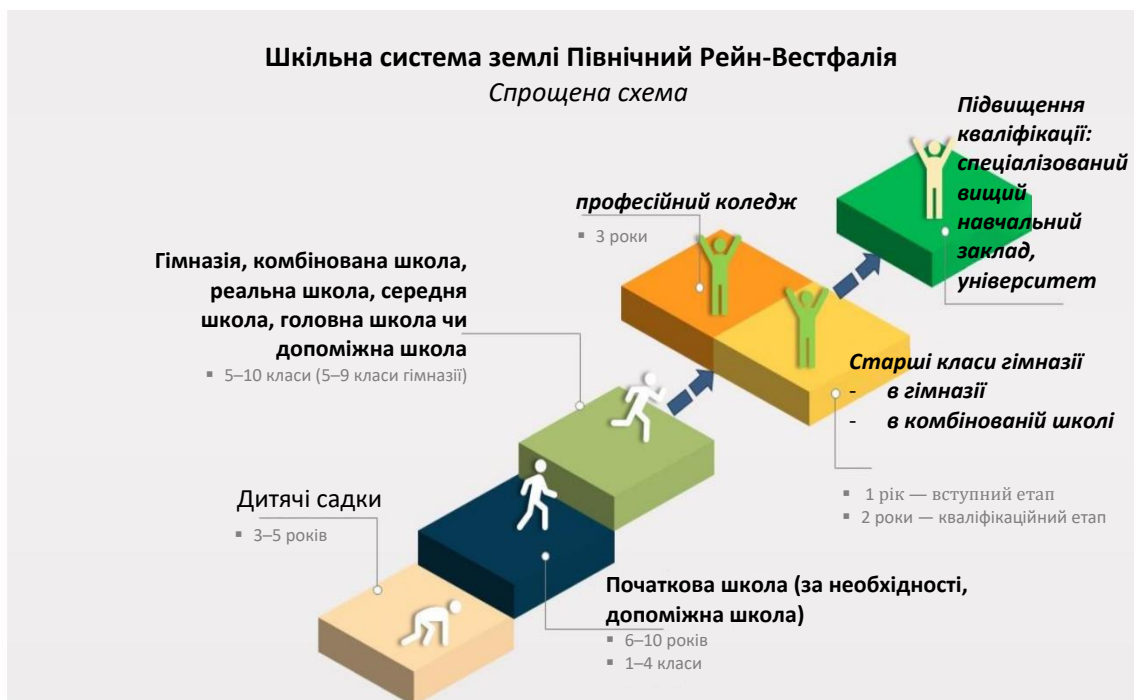 Шкільна система землі Північний Рейн-Вестфалія
Спрощена схема
Підвищення
кваліфікації:
спеціалізований
вищий
навчальний
заклад,
університет
професійний коледж
▪ 3 роки
Гімназія, комбінована школа,
реальна школа, середня
школа, головна школа чи
допоміжна школа
▪ 5–10 класи (5–9 класи гімназії)
Старші класи гімназії
- в гімназії
- в комбінованій школі
▪ 1 рік — вступний етап
▪ 2 роки — кваліфікаційний етап
Дитячі садки
▪ 3–5 років
Початкова школа (за необхідності,
допоміжна школа)
▪ 6–10 років
▪ 1–4 класи